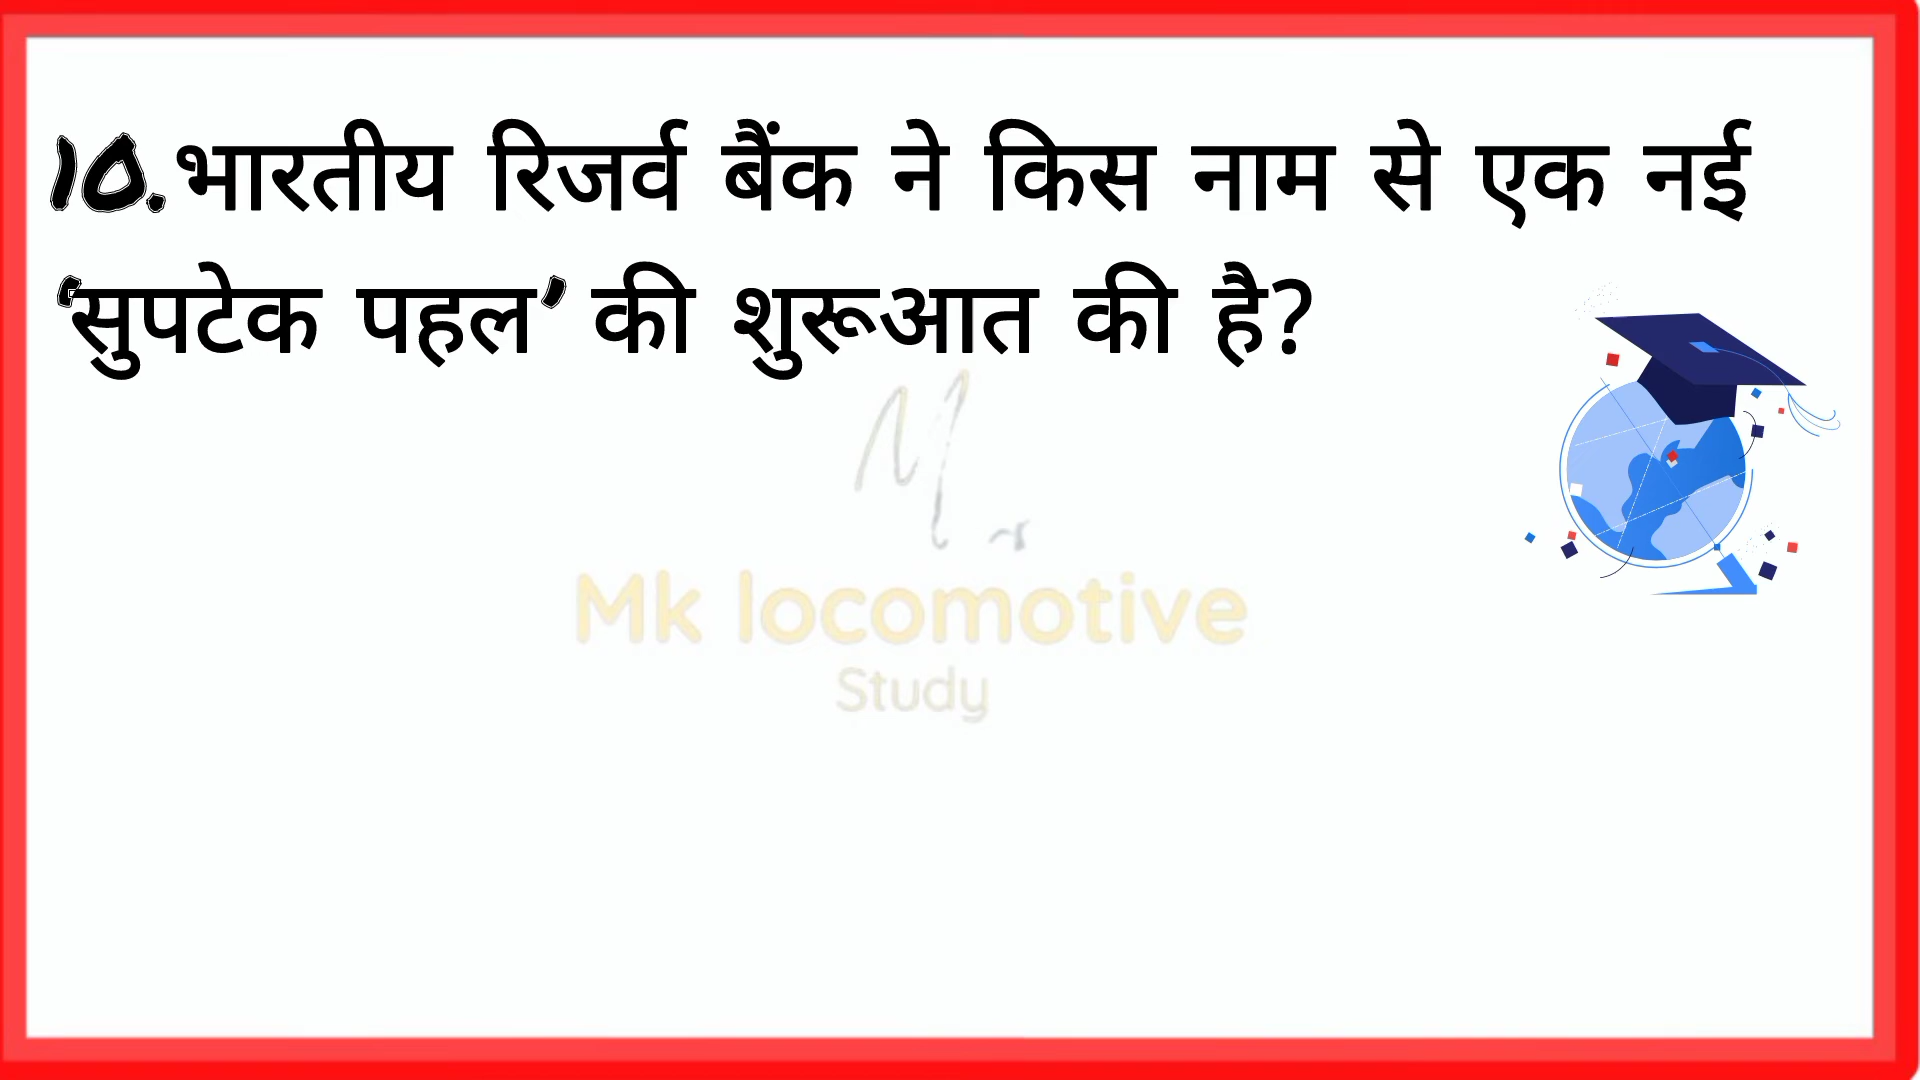 10.भारतीय रिजर्व बैंक ने किस नाम से एक नई
‘सुपटेक पहल’ की शुरूआत की है?
Mk locomotive
Study